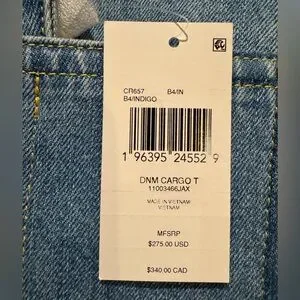 CR657 B4/IN
B4/INDIGO
1 96395 24552 9
DNM CARGO T
11003466JAX
MADE IN VIETNAM/
VIETNAM
MFSRP
$275.00 USD
$340.00 CAD